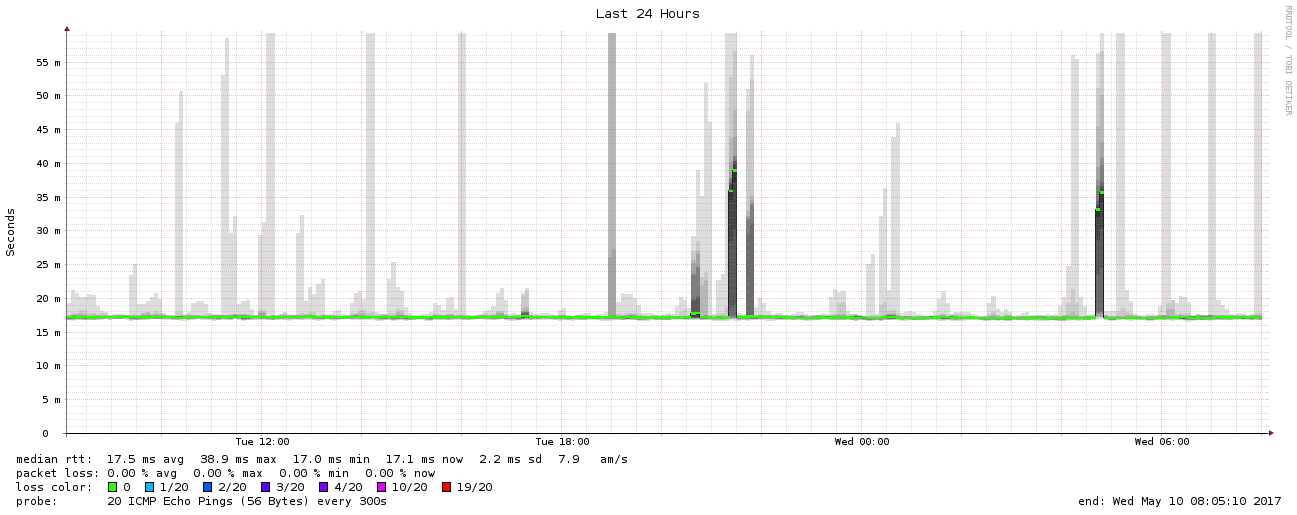 Last 24 Hours
RRDTOOL / TOBI OETIKER
Seconds
55 m
50 m
45 m
40 m
35 m
30 m
25 m
20 m
15 m
10 m
5 m
0
Tue 12:00 Tue 18:00 Wed 00:00 Wed 06:00
median rtt: 17.5 ms avg 38.9 ms max 17.0 ms min 17.1 ms now 2.2 ms sd 7.9 am/s
packet loss: 0.00 % avg 0.00 % max 0.00 % min 0.00 % now
loss color: 0 1/20 2/20 3/20 4/20 10/20 19/20
probe: 20 ICMP Echo Pings (56 Bytes) every 300s end: Wed May 10 08:05:10 2017